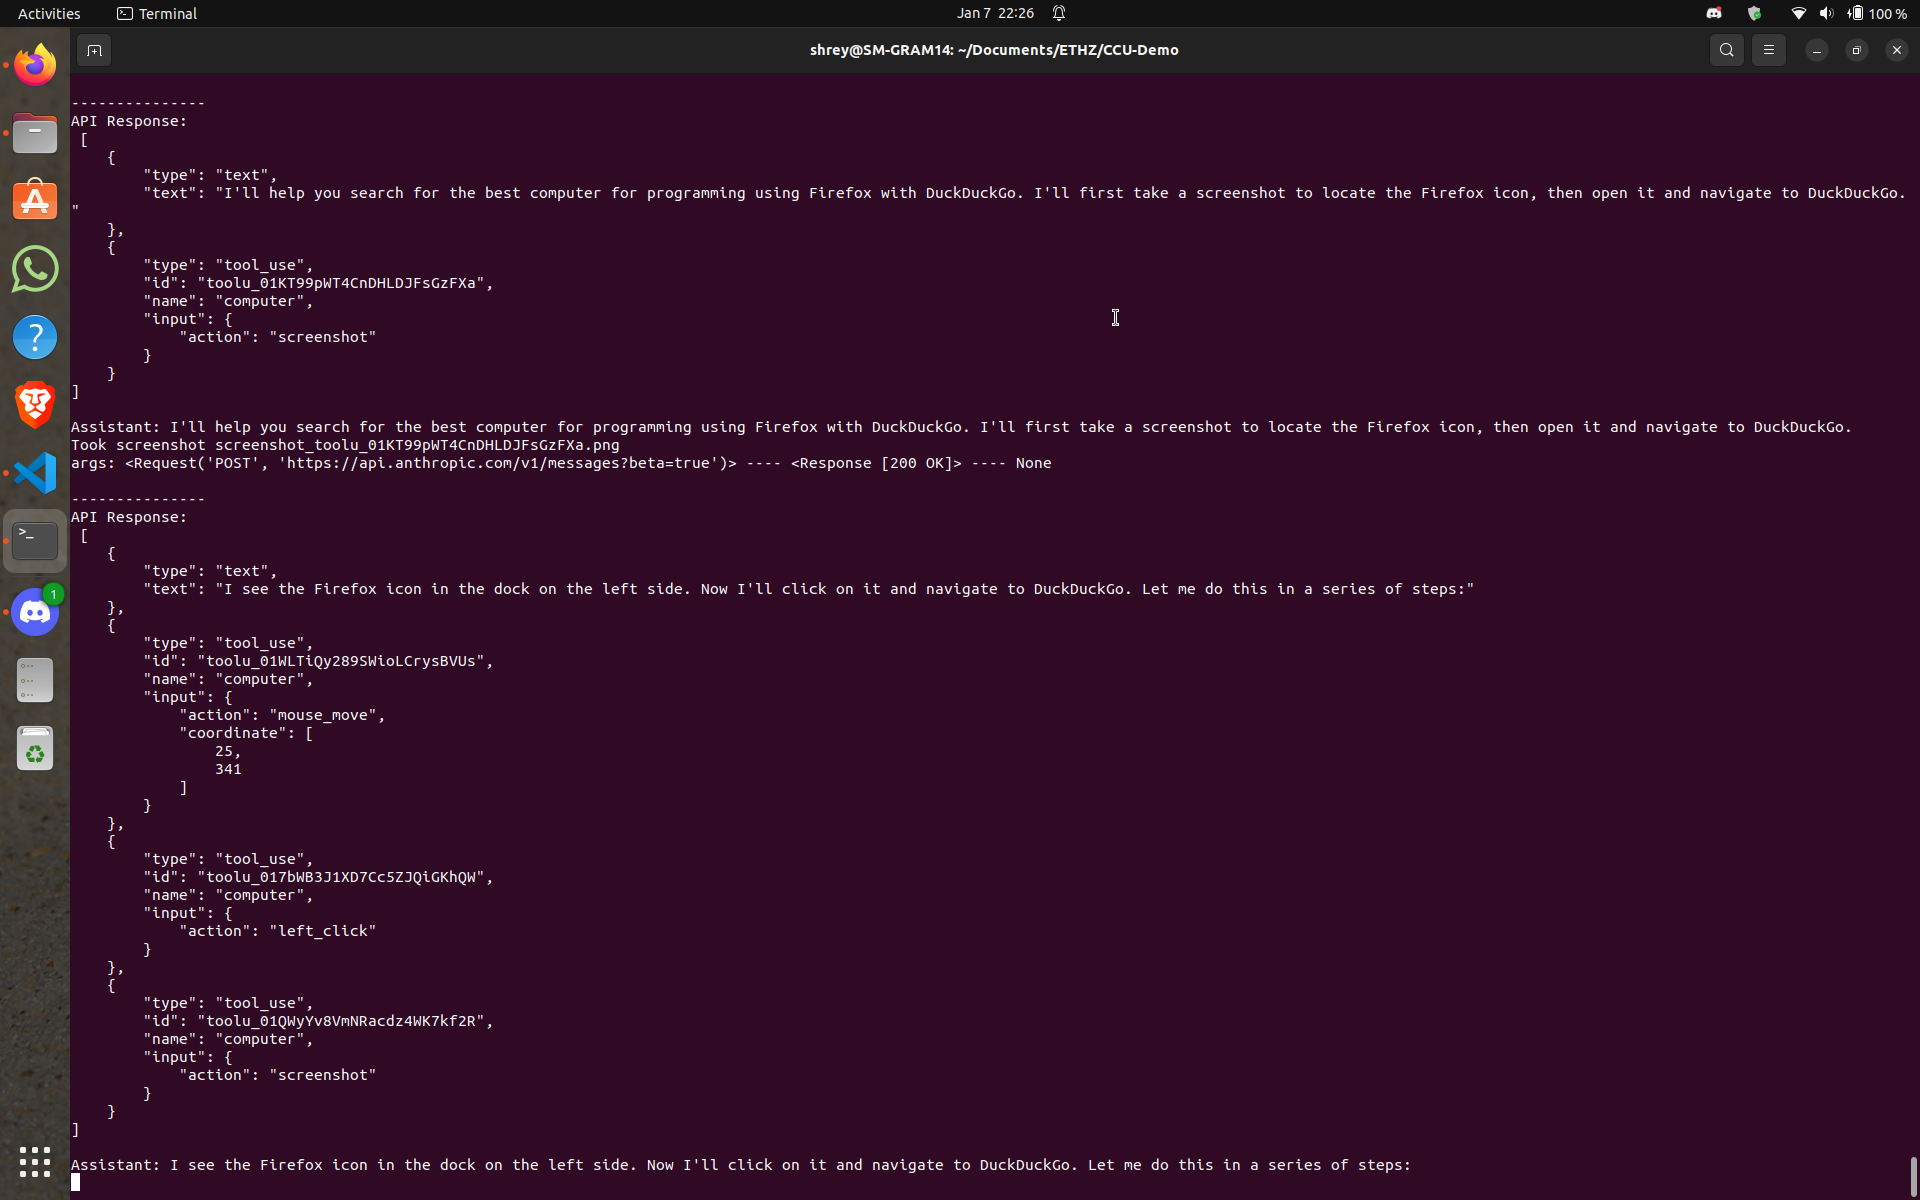 Activities
Terminal
Jan 7 22:26
100 %
shrey@SM-GRAM14: ~/Documents/ETHZ/CCU-Demo
---------------
API Response:
[
{
"type": "text",
"text": "I'll help you search for the best computer for programming using Firefox with DuckDuckGo. I'll first take a screenshot to locate the Firefox icon, then open it and navigate to DuckDuckGo.
"
},
{
"type": "tool_use",
"id": "toolu_01KT99pWT4CnDHLDJFsGzFXa",
"name": "computer",
"input": {
"action": "screenshot"
}
}
]
Assistant: I'll help you search for the best computer for programming using Firefox with DuckDuckGo. I'll first take a screenshot to locate the Firefox icon, then open it and navigate to DuckDuckGo.
Took screenshot screenshot_toolu_01KT99pWT4CnDHLDJFsGzFXa.png
args: <Request('POST', 'https://api.anthropic.com/v1/messages?beta=true')> ---- <Response [200 OK]> ---- None
---------------
API Response:
[
{
"type": "text",
"text": "I see the Firefox icon in the dock on the left side. Now I'll click on it and navigate to DuckDuckGo. Let me do this in a series of steps:"
},
{
"type": "tool_use",
"id": "toolu_01WLTiQy289SWioLCrysBVUs",
"name": "computer",
"input": {
"action": "mouse_move",
"coordinate": [
25,
341
]
}
},
{
"type": "tool_use",
"id": "toolu_017bWB3J1XD7Cc5ZJQiGKhQW",
"name": "computer",
"input": {
"action": "left_click"
}
},
{
"type": "tool_use",
"id": "toolu_01QWyYv8VmNRacdz4WK7kf2R",
"name": "computer",
"input": {
"action": "screenshot"
}
}
]
Assistant: I see the Firefox icon in the dock on the left side. Now I'll click on it and navigate to DuckDuckGo. Let me do this in a series of steps:
1